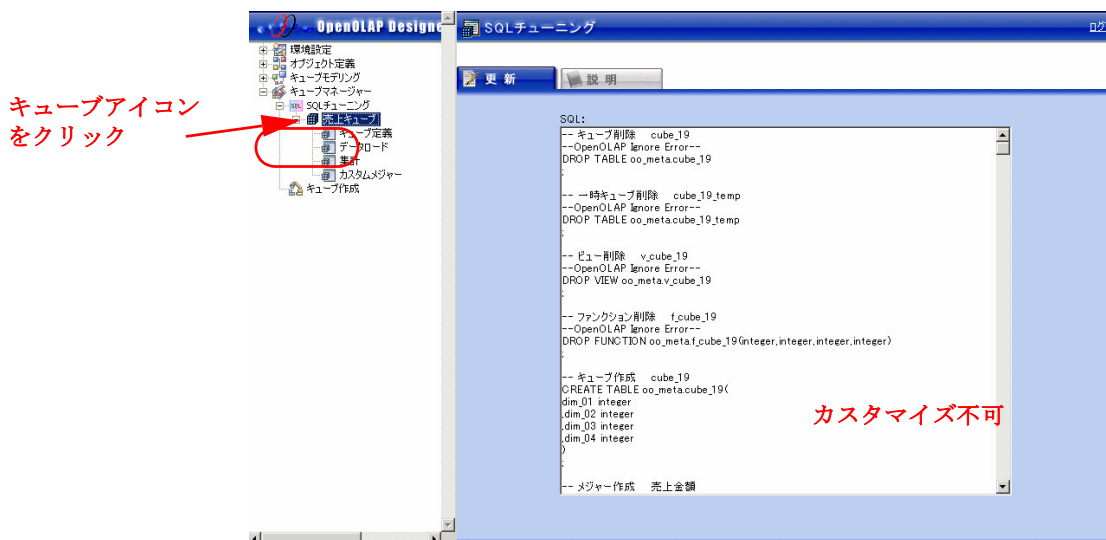 OpenOLAP Designe
SQLチューニング
ログ
環境設定
オブジェクト定義
キューブモデリング
キューブマネージャー
SQLチューニング
売上キューブ
キューブ定義
データロード
集計
カスタムメジャー
キューブ作成
キューブアイコン
をクリック
更 新
説 明
SQL:
-- キューブ削除 cube_19
--OpenOLAP Ignore Error--
DROP TABLE oo_meta.cube_19
;
-- 一時キューブ削除 cube_19_temp
--OpenOLAP Ignore Error--
DROP TABLE oo_meta.cube_19_temp
;
-- ビュー削除 v_cube_19
--OpenOLAP Ignore Error--
DROP VIEW oo_meta.v_cube_19
;
-- ファンクション削除 f_cube_19
--OpenOLAP Ignore Error--
DROP FUNCTION oo_meta.f_cube_19(integer,integer,integer,integer)
;
-- キューブ作成 cube_19
CREATE TABLE oo_meta.cube_19(
dim_01 integer
,dim_02 integer
,dim_03 integer
,dim_04 integer
)
;
-- メジャー作成 売上金額
カスタマイズ不可